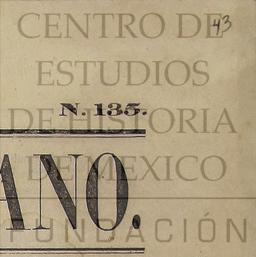 CENTRO DE
43
ESTUDIOS
N. 135.
DE HISTORIA
DE MEXICO
ANO.
FUNDACIÓN